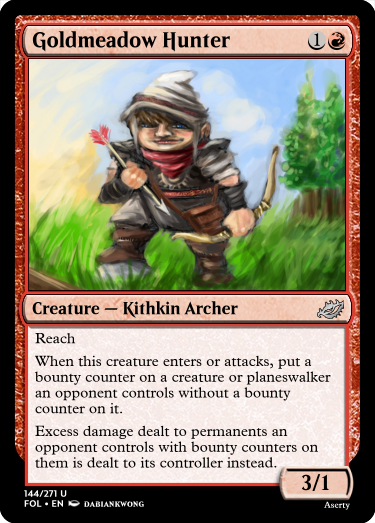 Goldmeadow Hunter 1
Creature — Kithkin Archer
Reach
When this creature enters or attacks, put a
bounty counter on a creature or planeswalker
an opponent controls without a bounty
counter on it.
Excess damage dealt to permanents an
opponent controls with bounty counters on
them is dealt to its controller instead.
3/1
144/271 U
FOL • EN DABIANKWONG
Aserty